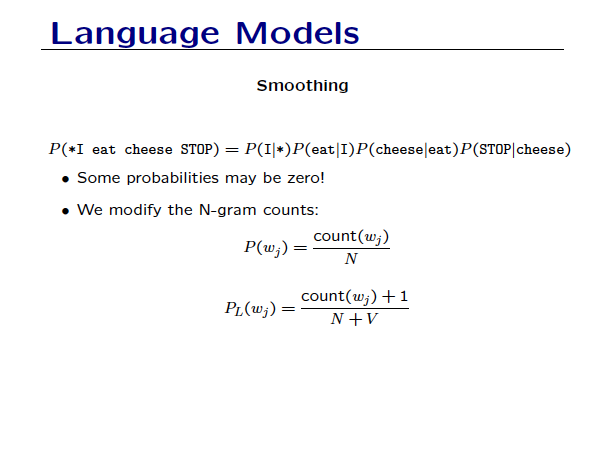 Language Models
Smoothing
P(*I eat cheese STOP) = P(I|*)P(eat|I)P(cheese|eat)P(STOP|cheese)
• Some probabilities may be zero!
• We modify the N-gram counts:
P(w_j) = count(w_j) / N
P_L(w_j) = count(w_j) + 1 / N + V